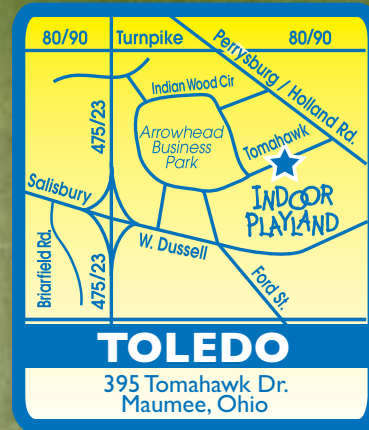 80/90
Turnpike
80/90
Perrysburg / Holland Rd.
Indian Wood Cir
475/23
Arrowhead
Business
Park
Tomahawk
Salisbury
INDOOR
PLAYLAND
Briarfield Rd.
W. Dussell
475/23
Ford St.
TOLEDO
395 Tomahawk Dr.
Maumee, Ohio